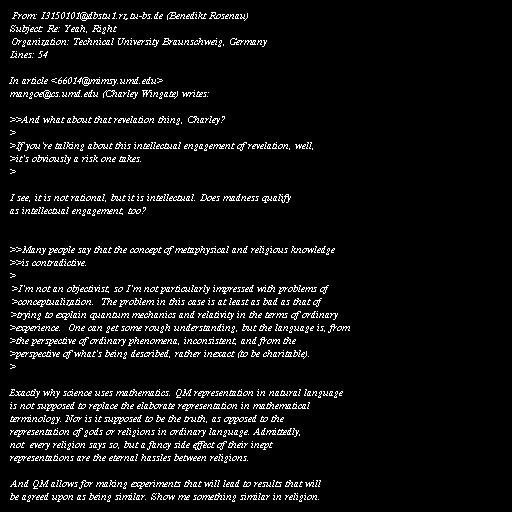 From: I3150101@dbstu1.rz.tu-bs.de (Benedikt Rosenau)
Subject: Re: Yeah, Right
Organization: Technical University Braunschweig, Germany
Lines: 54

In article <66014@mimsy.umd.edu>
mangoe@cs.umd.edu (Charley Wingate) writes:

>>And what about that revelation thing, Charley?
>
>If you're talking about this intellectual engagement of revelation, well,
>it's obviously a risk one takes.
>

I see, it is not rational, but it is intellectual. Does madness qualify
as intellectual engagement, too?

>>Many people say that the concept of metaphysical and religious knowledge
>>is contradictive.
>
>I'm not an objectivist, so I'm not particularly impressed with problems of
>conceptualization.  The problem in this case is at least as bad as that of
>trying to explain quantum mechanics and relativity in the terms of ordinary
>experience.  One can get some rough understanding, but the language is, from
>the perspective of ordinary phenomena, inconsistent, and from the
>perspective of what's being described, rather inexact (to be charitable).
>

Exactly why science uses mathematics. QM representation in natural language
is not supposed to replace the elaborate representation in mathematical
terminology. Nor is it supposed to be the truth, as opposed to the
representation of gods or religions in ordinary language. Admittedly,
not  every religion says so, but a fancy side effect of their inept
representations are the eternal hassles between religions.

And QM allows for making experiments that will lead to results that will
be agreed upon as being similar. Show me something similar in religion.